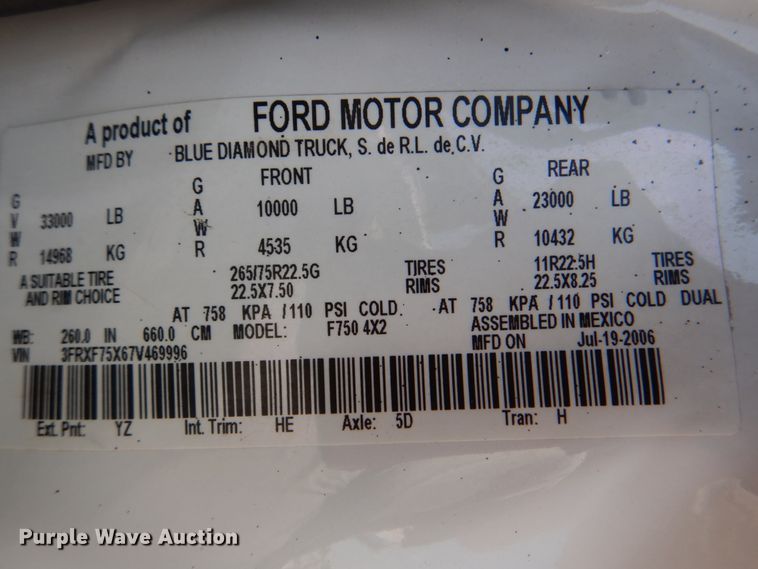 A product of FORD MOTOR COMPANY
MFD BY BLUE DIAMOND TRUCK, S. de R.L. de C.V.
GVWR 33000 LB 14968 KG
GAWR FRONT 10000 LB 4535 KG
GAWR REAR 23000 LB 10432 KG
A SUITABLE TIRE AND RIM CHOICE
265/75R22.5G TIRES 11R22.5H
22.5X7.50 RIMS 22.5X8.25
AT 758 KPA / 110 PSI COLD. AT 758 KPA / 110 PSI COLD DUAL
WB: 260.0 IN 660.0 CM MODEL: F750 4X2 ASSEMBLED IN MEXICO
VIN 3FRXF75X67V469996 MFD ON Jul-19-2006
Ext. Pnt: YZ Int. Trim: HE Axle: 5D Tran: H
Purple Wave Auction